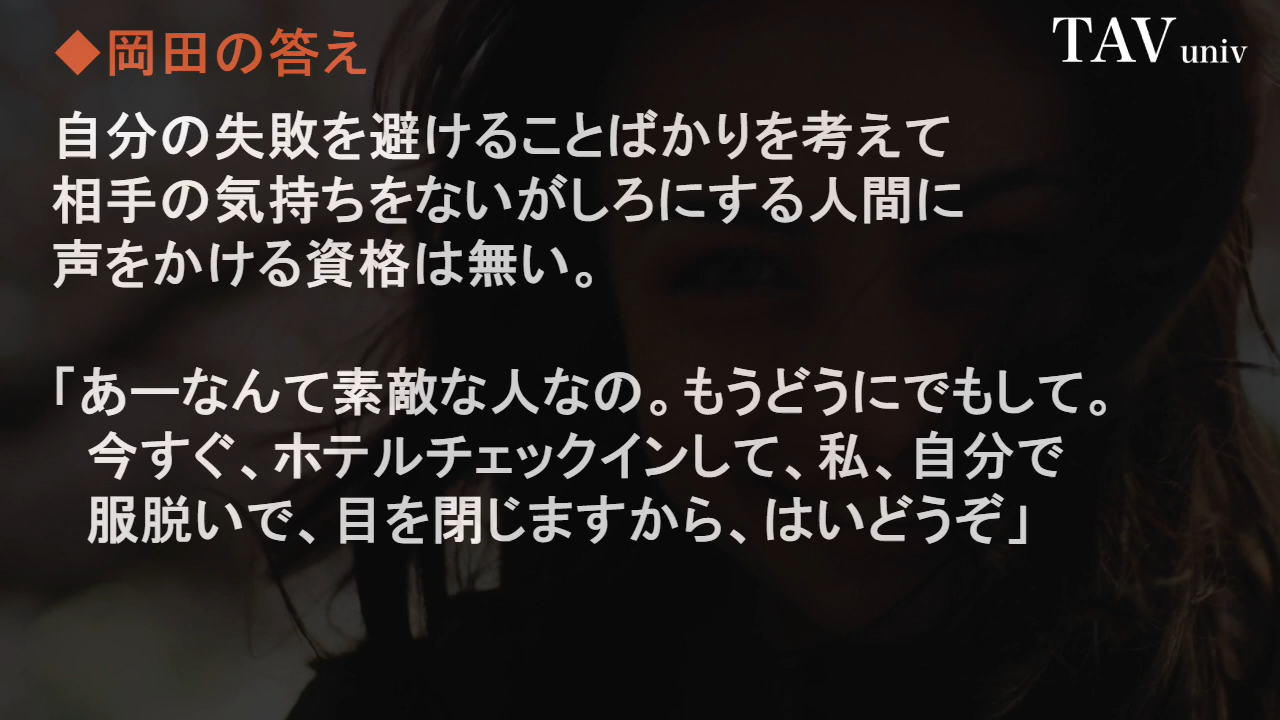 ◆岡田の答え
TAV univ
自分の失敗を避けることばかりを考えて
相手の気持ちをないがしろにする人間に
声をかける資格は無い。
「あーなんて素敵な人なの。もうどうにでもして。
今すぐ、ホテルチェックインして、私、自分で
服脱いで、目を閉じますから、はいどうぞ」